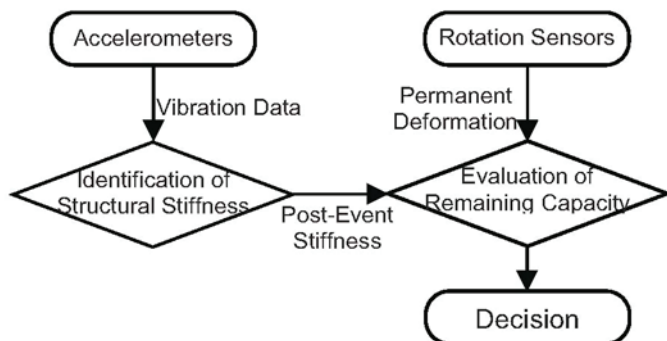 Accelerometers
Rotation Sensors
Vibration Data
Permanent
Deformation
Identification of
Structural Stiffness
Post-Event
Stiffness
Evaluation of
Remaining Capacity
Decision